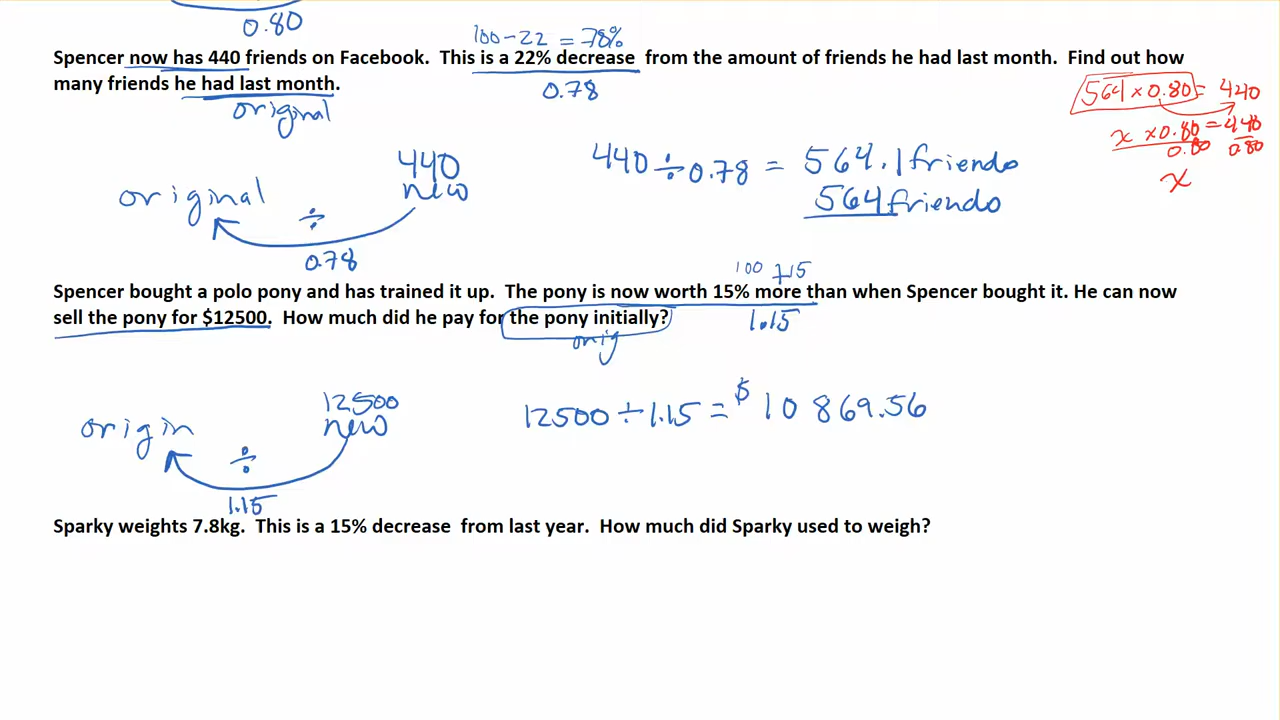 0.80
100-22 = 78%
Spencer now has 440 friends on Facebook. This is a 22% decrease from the amount of friends he had last month. Find out how
many friends he had last month.
0.78
original
564 x 0.80 = 440
x x 0.80 = 440
0.80 0.80
x
440
new
original
÷
0.78
440 ÷ 0.78 = 564.1 friends
564 friends
100 +15
Spencer bought a polo pony and has trained it up. The pony is now worth 15% more than when Spencer bought it. He can now
sell the pony for $12500. How much did he pay for the pony initially?
1.15
orig
12500
new
origin
÷
1.15
12500 ÷ 1.15 = $ 10 869.56
Sparky weights 7.8kg. This is a 15% decrease from last year. How much did Sparky used to weigh?